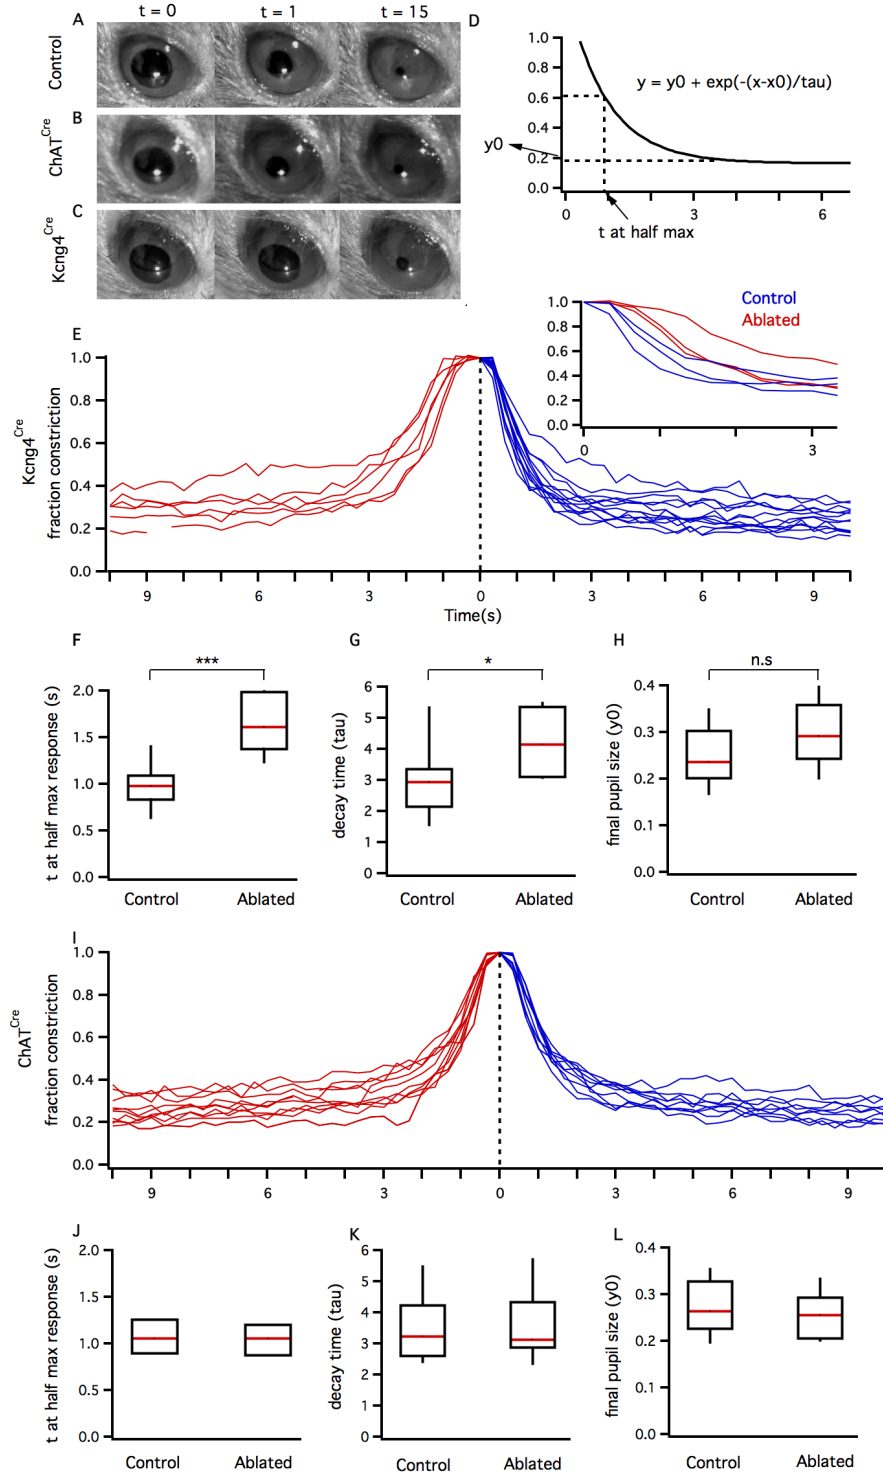 A
t = 0
t = 1
t = 15
Control
B
ChAT^Cre
C
Kcng4^Cre
D
1.0
0.8
0.6
0.4
0.2
0.0
y = y0 + exp(-(x-x0)/tau)
y0
0
3
6
t at half max
E
Kcng4^Cre
fraction constriction
1.0
0.8
0.6
0.4
0.2
0.0
9
6
3
0
3
6
9
Time(s)
1.0
0.8
0.6
0.4
0.2
0.0
0
3
Control
Ablated
F
***
t at half max response (s)
2.0
1.5
1.0
0.5
0.0
Control
Ablated
G
*
decay time (tau)
6
5
4
3
2
1
0
Control
Ablated
H
n.s
final pupil size (y0)
0.4
0.3
0.2
0.1
0.0
Control
Ablated
I
ChAT^Cre
fraction constriction
1.0
0.8
0.6
0.4
0.2
0.0
9
6
3
0
3
6
9
J
t at half max response (s)
2.0
1.5
1.0
0.5
0.0
Control
Ablated
K
decay time (tau)
6
5
4
3
2
1
0
Control
Ablated
L
final pupil size (y0)
0.4
0.3
0.2
0.1
0.0
Control
Ablated